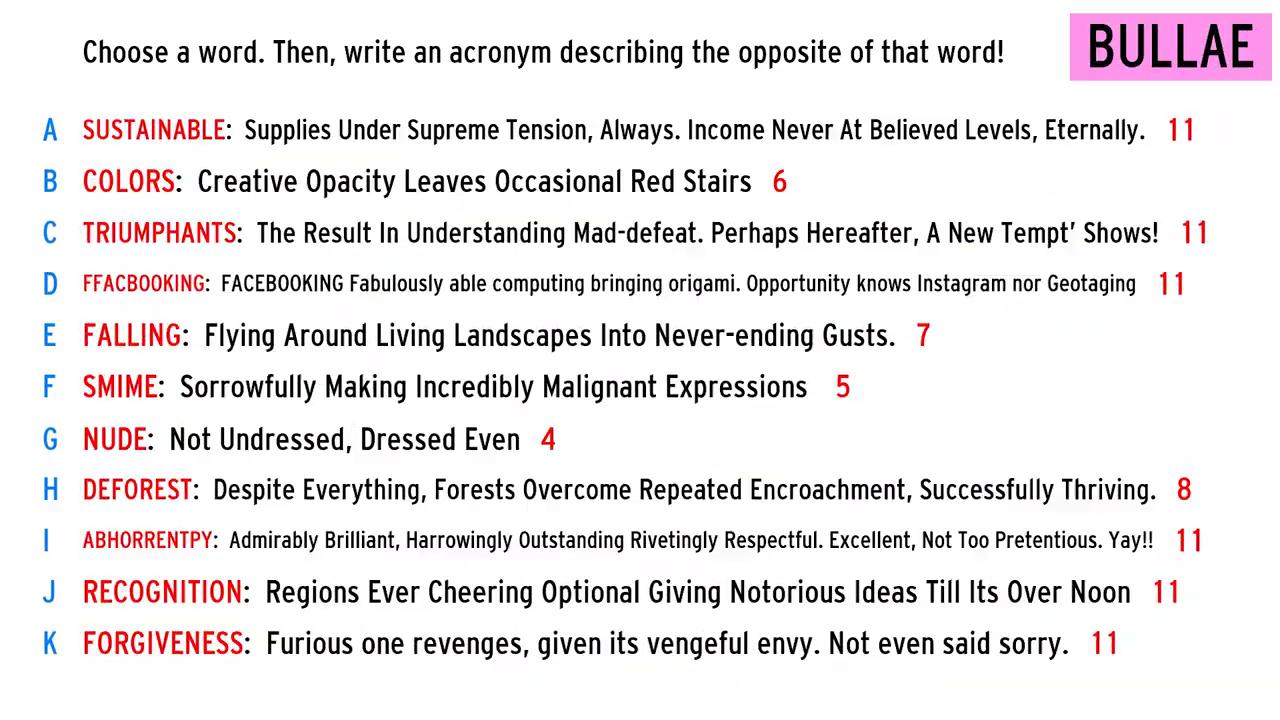 Choose a word. Then, write an acronym describing the opposite of that word!
BULLAE
A SUSTAINABLE: Supplies Under Supreme Tension, Always. Income Never At Believed Levels, Eternally. 11
B COLORS: Creative Opacity Leaves Occasional Red Stairs 6
C TRIUMPHANTS: The Result In Understanding Mad-defeat. Perhaps Hereafter, A New Tempt’ Shows! 11
D FFACBOOKING: FACEBOOKING Fabulously able computing bringing origami. Opportunity knows Instagram nor Geotaging 11
E FALLING: Flying Around Living Landscapes Into Never-ending Gusts. 7
F SMIME: Sorrowfully Making Incredibly Malignant Expressions 5
G NUDE: Not Undressed, Dressed Even 4
H DEFOREST: Despite Everything, Forests Overcome Repeated Encroachment, Successfully Thriving. 8
I ABHORRENTPY: Admirably Brilliant, Harrowingly Outstanding Rivetingly Respectful. Excellent, Not Too Pretentious. Yay!! 11
J RECOGNITION: Regions Ever Cheering Optional Giving Notorious Ideas Till Its Over Noon 11
K FORGIVENESS: Furious one revenges, given its vengeful envy. Not even said sorry. 11